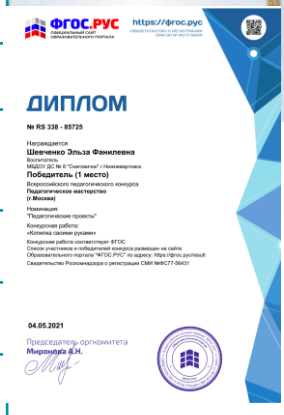 ФГОС.РУС
ОФИЦИАЛЬНЫЙ САЙТ
ОБРАЗОВАТЕЛЬНОГО ПОРТАЛА
https://фгос.рус
СВИДЕТЕЛЬСТВО О РЕГИСТРАЦИИ
ДИПЛОМ
№ RS 338 - 85725
Награждается
Шевченко Эльза Фанилевна
Воспитатель
МБДОУ ДС № 8 "Снеговичок" г.Нижневартовск
Победитель (1 место)
Всероссийского педагогического конкурса
Педагогическое мастерство
(г.Москва)
Номинация:
"Педагогические проекты"
Конкурсная работа:
«Копилка своими руками»
Конкурсная работа соответствует ФГОС
Список участников и победителей конкурса размещен на сайте
Образовательного портала "ФГОС.РУС" по адресу: https://фгос.рус/result
Свидетельство Роскомнадзора о регистрации СМИ №ФС77-58431
04.05.2021
Председатель оргкомитета
Миронова А.Н.